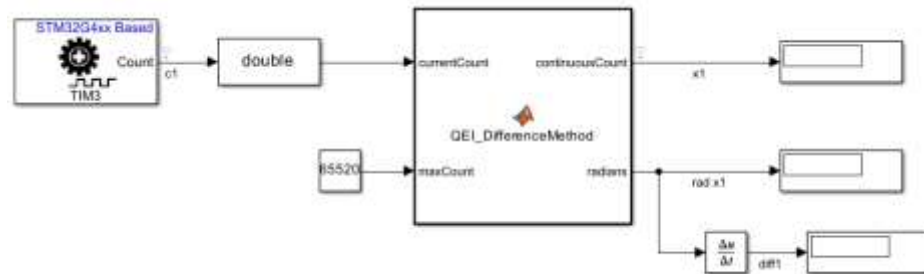 STM32G4xx Based
Count
TIM3
c1
double
currentCount
continuousCount
x1
QEI_DifferenceMethod
65520
maxCount
radians
rad x1
Δu
Δt
diff1